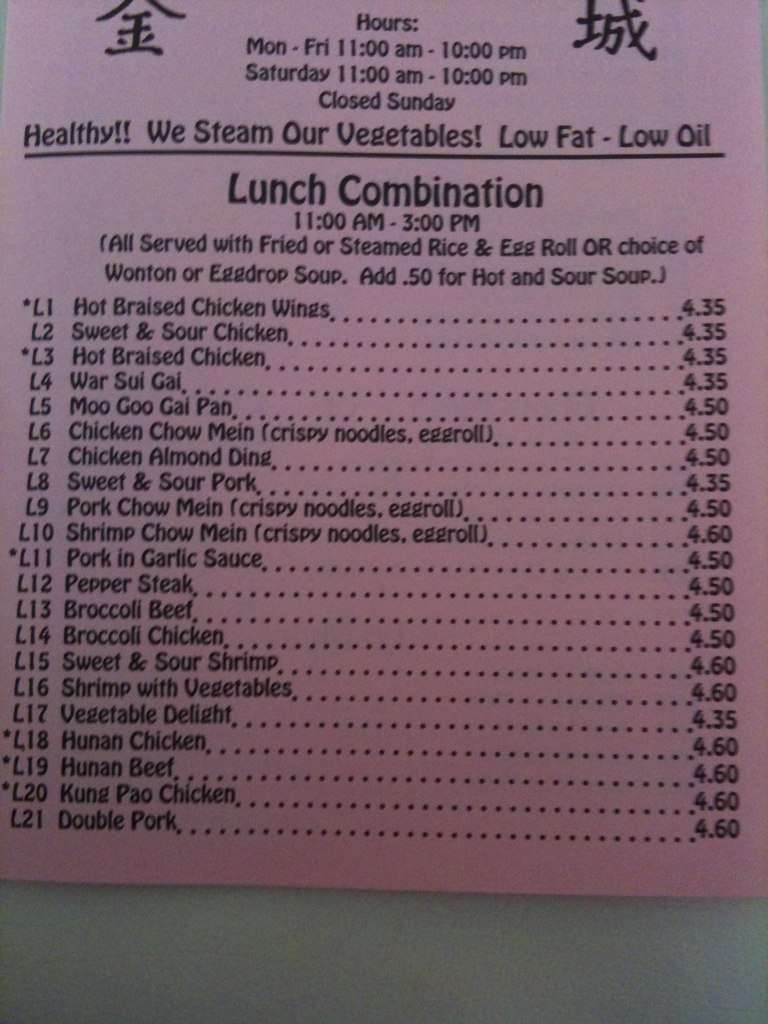 金 城
Hours:
Mon - Fri 11:00 am - 10:00 pm
Saturday 11:00 am - 10:00 pm
Closed Sunday
Healthy!! We Steam Our Vegetables! Low Fat - Low Oil
Lunch Combination
11:00 AM - 3:00 PM
(All Served with Fried or Steamed Rice & Egg Roll OR choice of
Wonton or Eggdrop Soup. Add .50 for Hot and Sour Soup.)
*L1 Hot Braised Chicken Wings 4.35
L2 Sweet & Sour Chicken 4.35
*L3 Hot Braised Chicken 4.35
L4 War Sui Gai 4.35
L5 Moo Goo Gai Pan 4.50
L6 Chicken Chow Mein (crispy noodles, eggroll) 4.50
L7 Chicken Almond Ding 4.50
L8 Sweet & Sour Pork 4.35
L9 Pork Chow Mein (crispy noodles, eggroll) 4.50
L10 Shrimp Chow Mein (crispy noodles, eggroll) 4.60
*L11 Pork in Garlic Sauce 4.50
L12 Pepper Steak 4.50
L13 Broccoli Beef 4.50
L14 Broccoli Chicken 4.50
L15 Sweet & Sour Shrimp 4.60
L16 Shrimp with Vegetables 4.60
L17 Vegetable Delight 4.35
*L18 Hunan Chicken 4.60
*L19 Hunan Beef 4.60
*L20 Kung Pao Chicken 4.60
L21 Double Pork 4.60